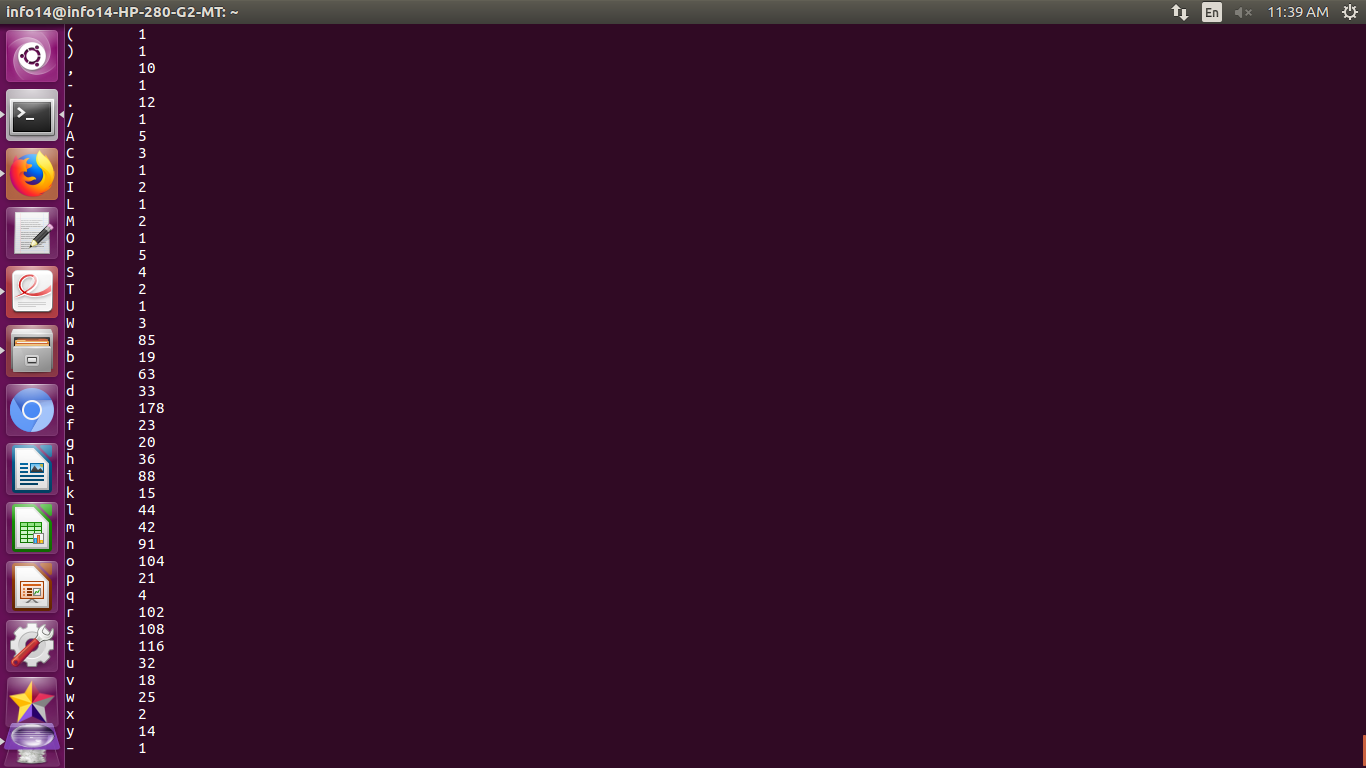 info14@info14-HP-280-G2-MT: ~ En 11:39 AM
( 1
) 1
, 10
- 1
. 12
/ 1
A 5
C 3
D 1
I 2
L 1
M 2
O 1
P 5
S 4
T 2
U 1
W 3
a 85
b 19
c 63
d 33
e 178
f 23
g 20
h 36
i 88
k 15
l 44
m 42
n 91
o 104
p 21
q 4
r 102
s 108
t 116
u 32
v 18
w 25
x 2
y 14
– 1